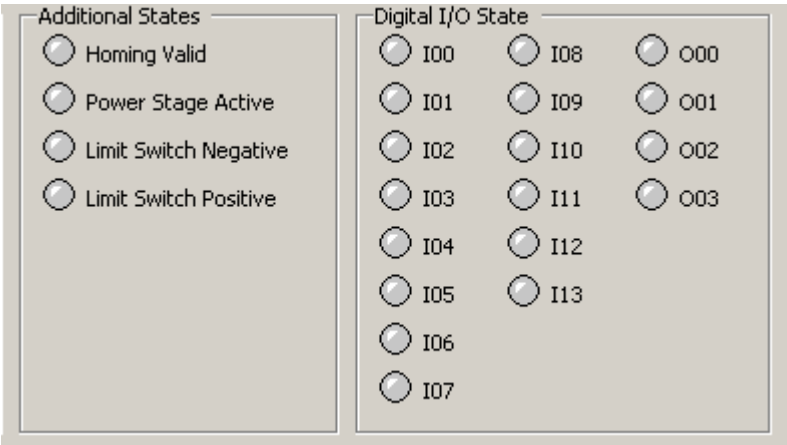 Additional States
Homing Valid
Power Stage Active
Limit Switch Negative
Limit Switch Positive
Digital I/O State
I00 I08 O00
I01 I09 O01
I02 I10 O02
I03 I11 O03
I04 I12
I05 I13
I06
I07